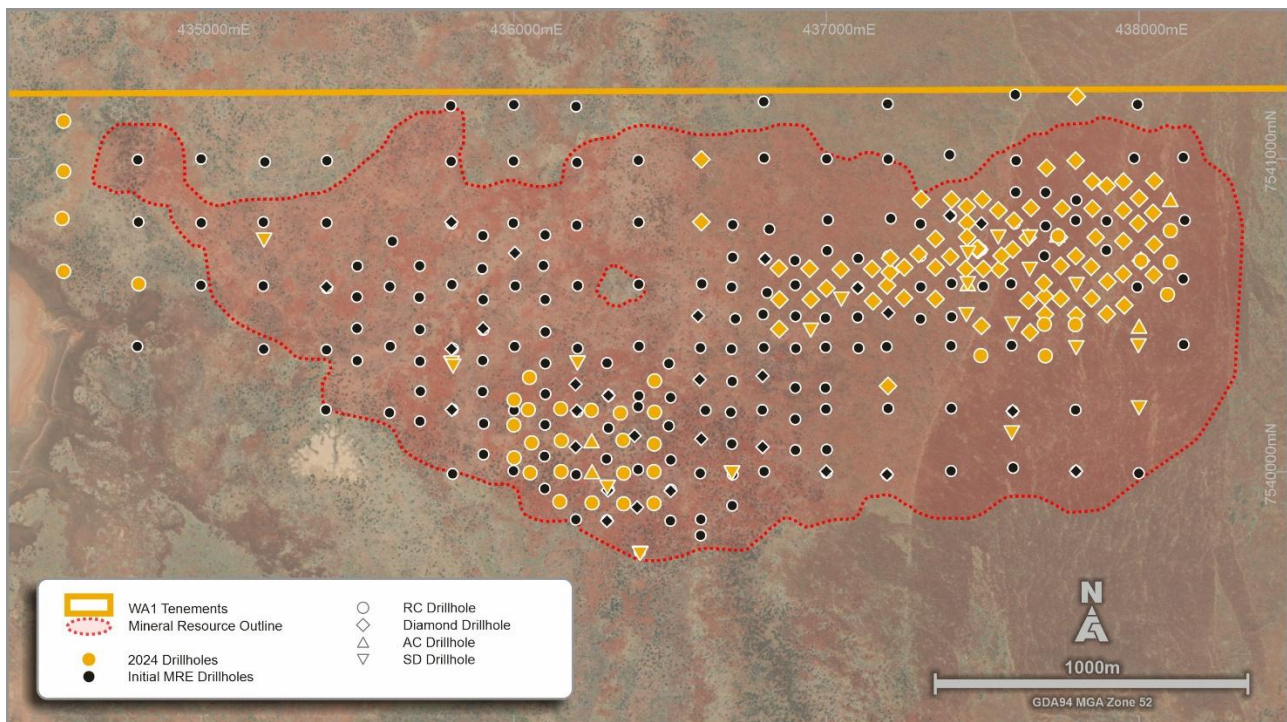 435000mE
436000mE
437000mE
438000mE
7541000mN
7540000mN
WA1 Tenements
Mineral Resource Outline
2024 Drillholes
Initial MRE Drillholes
RC Drillhole
Diamond Drillhole
AC Drillhole
SD Drillhole
N
1000m
GDA94 MGA Zone 52